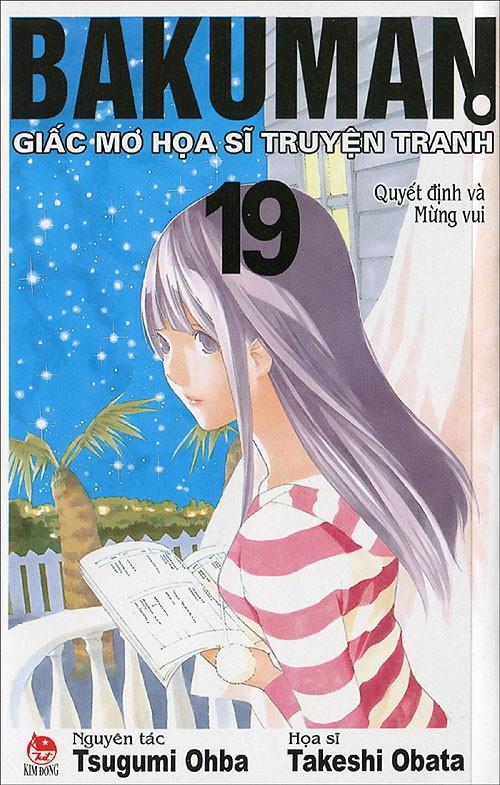 BAKUMAN。
GIẤC MƠ HỌA SĨ TRUYỆN TRANH
19
Quyết định và
Mừng vui
Nguyên tác
Tsugumi Ohba
Họa sĩ
Takeshi Obata
KIM ĐỒNG